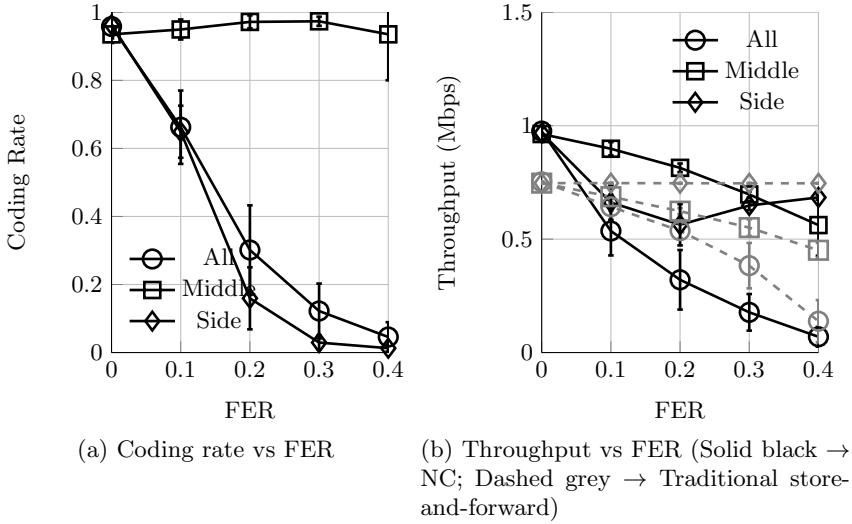 1
0.8
0.6
0.4
0.2
0
Coding Rate
All
Middle
Side
0
0.1
0.2
0.3
0.4
FER
(a) Coding rate vs FER
1.5
1
0.5
0
Throughput (Mbps)
All
Middle
Side
0
0.1
0.2
0.3
0.4
FER
(b) Throughput vs FER (Solid black →
NC; Dashed grey → Traditional store-
and-forward)